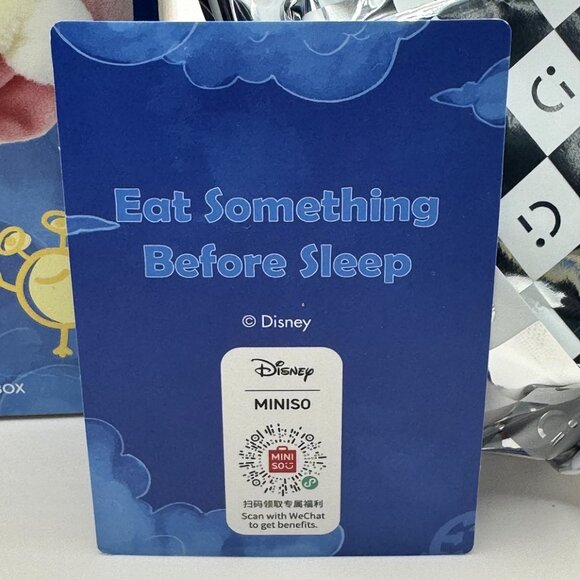 Eat Something
Before Sleep
© Disney
Disney
MINISO
MINI
SO
扫码领取专属福利
Scan with WeChat
to get benefits.
BOX